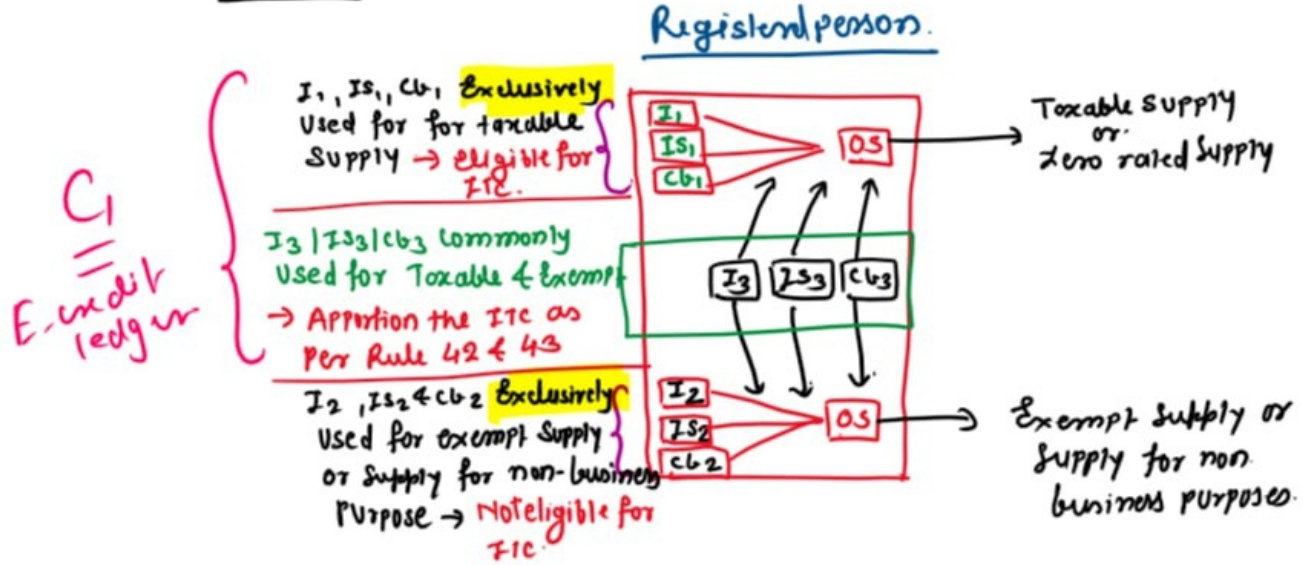 Registered person.
I1, IS1, CG1 Exclusively
Used for for taxable
Supply → eligible for
ITC.
I3 / IS3 / CG3 Commonly
Used for Taxable & Exempt
→ Apportion the ITC as
Per Rule 42 & 43
I2, IS2 & CG2 Exclusively
Used for exempt Supply
or Supply for non-business
Purpose → Not eligible for
ITC.
C1
E-credit
ledger
I1
IS1
CG1
OS
I3
IS3
CG3
I2
IS2
CG2
OS
Taxable Supply
or
Zero rated Supply
Exempt Supply or
Supply for non
business purposes.